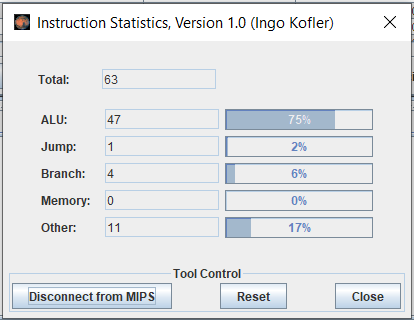 Instruction Statistics, Version 1.0 (Ingo Kofler)
Total: 63
ALU: 47 75%
Jump: 1 2%
Branch: 4 6%
Memory: 0 0%
Other: 11 17%
Tool Control
Disconnect from MIPS Reset Close